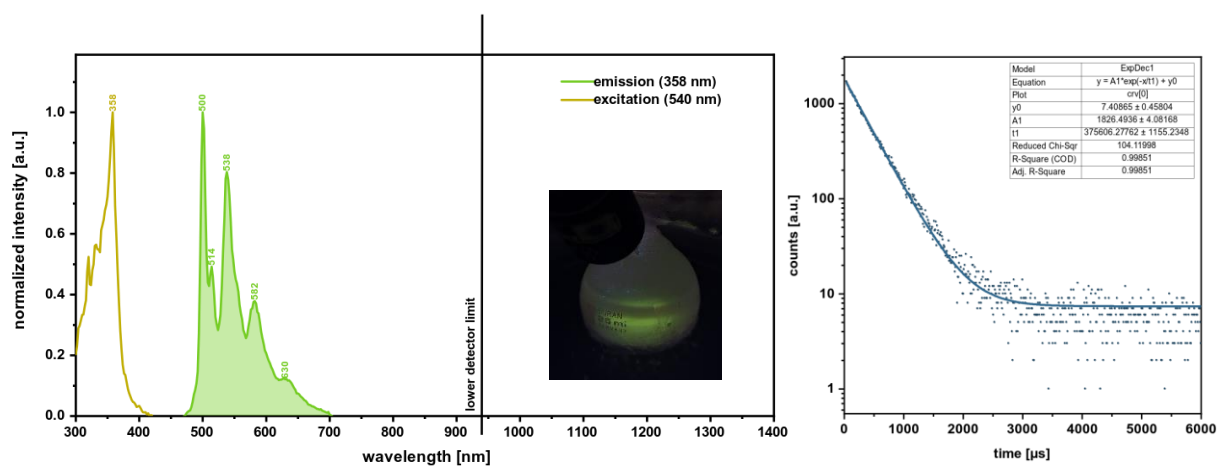 normalized intensity [a.u.]
1.0
0.8
0.6
0.4
0.2
0.0
358
500
514
538
582
630
emission (358 nm)
excitation (540 nm)
lower detector limit
300 400 500 600 700 800 900 1000 1100 1200 1300 1400
wavelength [nm]
counts [a.u.]
1000
100
10
1
Model ExpDec1
Equation y = A1*exp(-x/t1) + y0
Plot crv[0]
y0 7.40865 ± 0.45804
A1 1826.4936 ± 4.08168
t1 375606.27762 ± 1155.2348
Reduced Chi-Sqr 104.11998
R-Square (COD) 0.99851
Adj. R-Square 0.99851
0 1000 2000 3000 4000 5000 6000
time [µs]